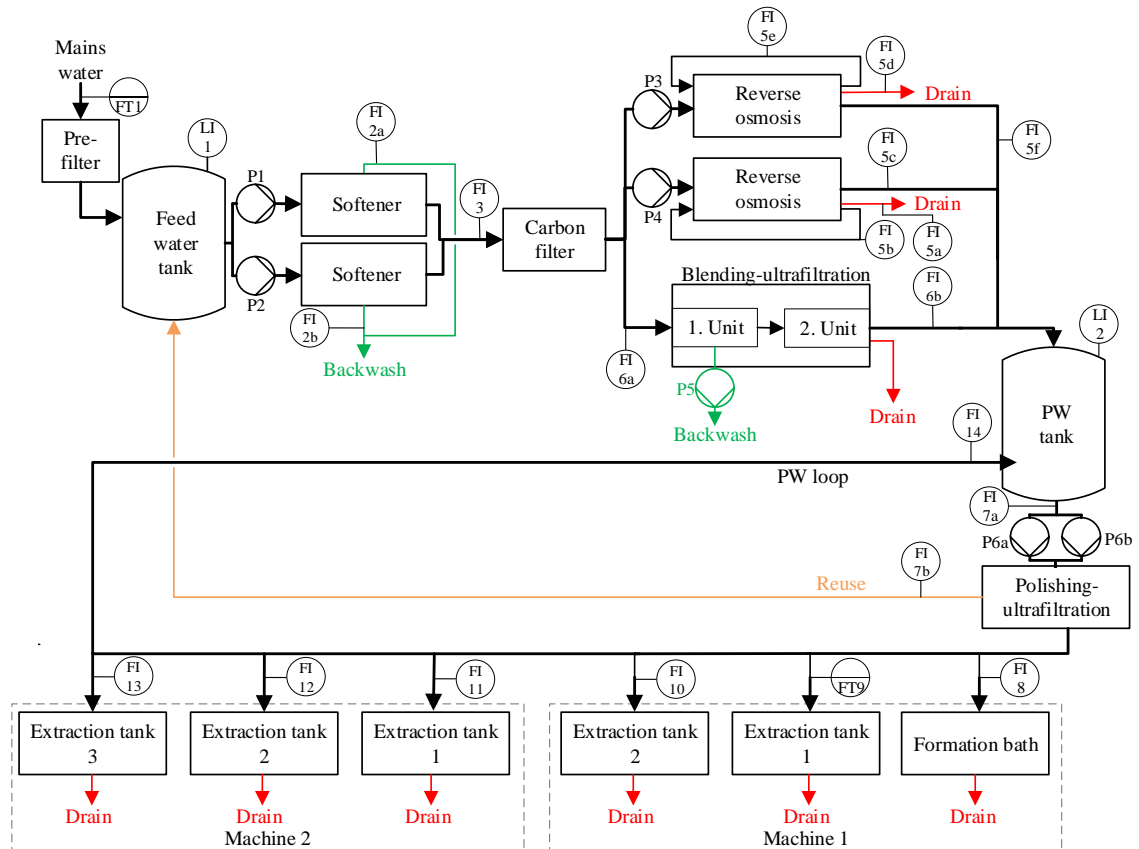 Mains
water
FT1
Pre-
filter
LI
1
Feed
water
tank
P1
P2
FI
2a
Softener
Softener
FI
2b
Backwash
FI
3
Carbon
filter
FI
5e
FI
5d
P3
Reverse
osmosis
Drain
FI
5c
FI
5f
P4
Reverse
osmosis
Drain
FI
5b
FI
5a
Blending-ultrafiltration
1. Unit
2. Unit
FI
6a
FI
6b
P5
Backwash
Drain
LI
2
PW
tank
FI
14
PW loop
FI
7a
P6a
P6b
FI
7b
Reuse
Polishing-
ultrafiltration
FI
13
FI
12
FI
11
FI
10
FT9
FI
8
Extraction tank
3
Extraction tank
2
Extraction tank
1
Extraction tank
2
Extraction tank
1
Formation bath
Drain
Drain
Drain
Drain
Drain
Drain
Machine 2
Machine 1